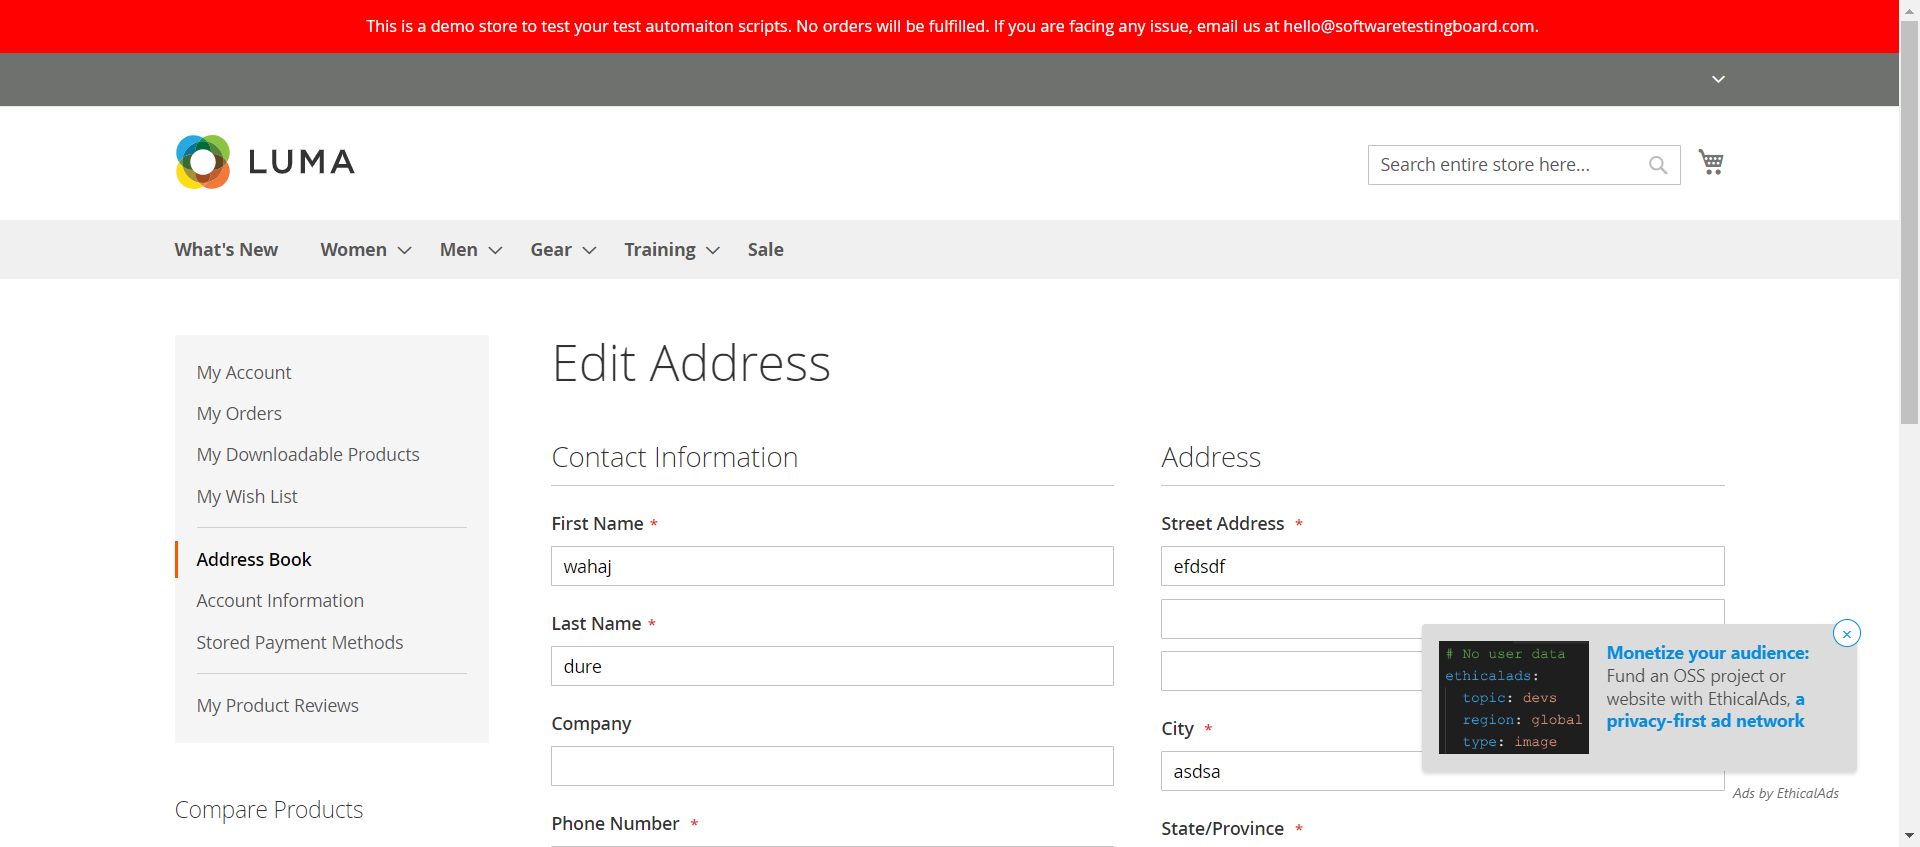 This is a demo store to test your test automaiton scripts. No orders will be fulfilled. If you are facing any issue, email us at hello@softwaretestingboard.com.
LUMA
Search entire store here...
What's New Women Men Gear Training Sale
My Account
My Orders
My Downloadable Products
My Wish List
Address Book
Account Information
Stored Payment Methods
My Product Reviews
Compare Products
Edit Address
Contact Information
First Name *
wahaj
Last Name *
dure
Company
Phone Number *
Address
Street Address *
efdsdf
City *
asdsa
State/Province *
# No user data
ethicalads:
topic: devs
region: global
type: image
Monetize your audience:
Fund an OSS project or
website with EthicalAds, a
privacy-first ad network
Ads by EthicalAds